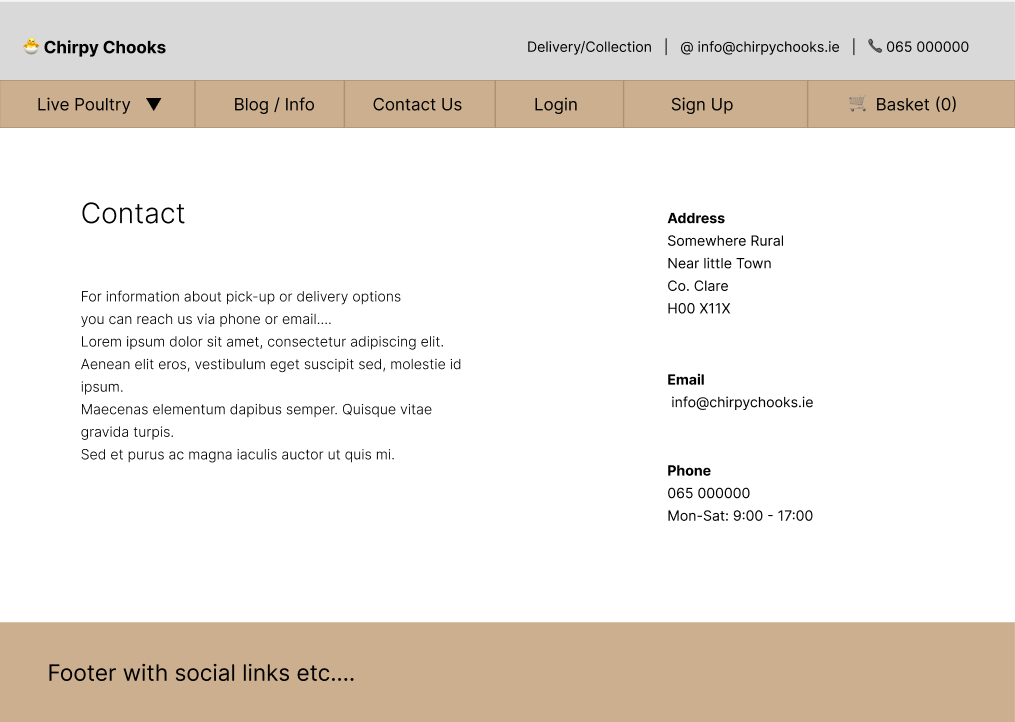 Chirpy Chooks
Delivery/Collection | @ info@chirpychooks.ie | 065 000000
Live Poultry ▼ Blog / Info Contact Us Login Sign Up Basket (0)
Contact
For information about pick-up or delivery options
you can reach us via phone or email....
Lorem ipsum dolor sit amet, consectetur adipiscing elit.
Aenean elit eros, vestibulum eget suscipit sed, molestie id
ipsum.
Maecenas elementum dapibus semper. Quisque vitae
gravida turpis.
Sed et purus ac magna iaculis auctor ut quis mi.
Address
Somewhere Rural
Near little Town
Co. Clare
H00 X11X
Email
info@chirpychooks.ie
Phone
065 000000
Mon-Sat: 9:00 - 17:00
Footer with social links etc....